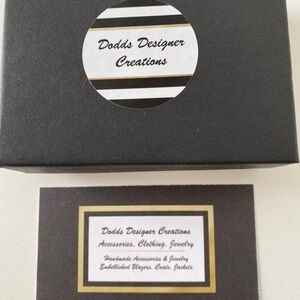 Dodds Designer
Creations
Dodds Designer Creations
Accessories, Clothing, Jewelry
Handmade Accessories & Jewelry
Embellished Blazers, Coats, Jackets